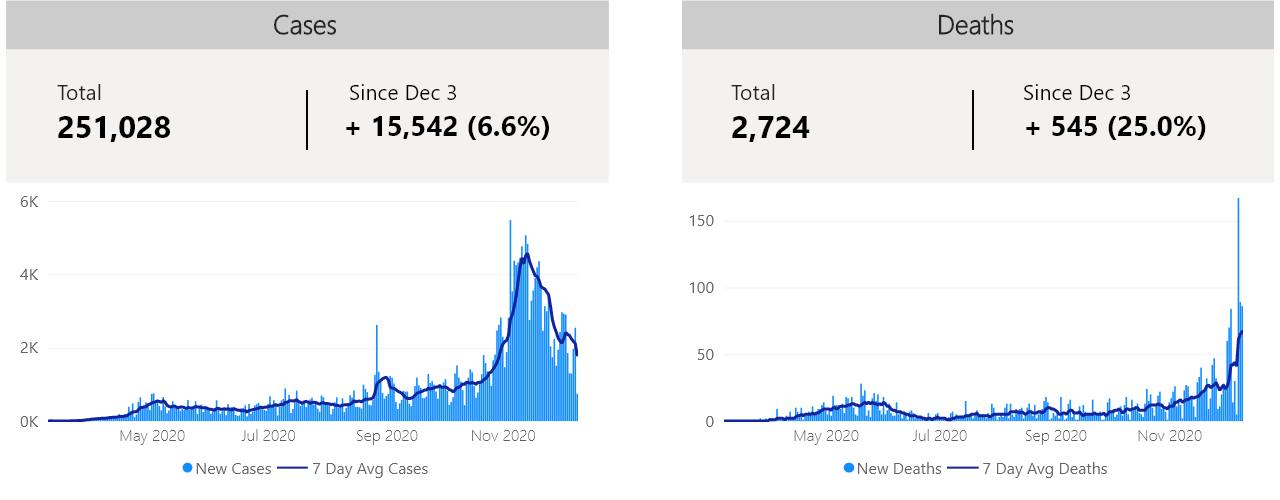 Cases
Total
251,028
Since Dec 3
+ 15,542 (6.6%)
6K
4K
2K
0K
May 2020
Jul 2020
Sep 2020
Nov 2020
New Cases
7 Day Avg Cases
Deaths
Total
2,724
Since Dec 3
+ 545 (25.0%)
150
100
50
0
May 2020
Jul 2020
Sep 2020
Nov 2020
New Deaths
7 Day Avg Deaths